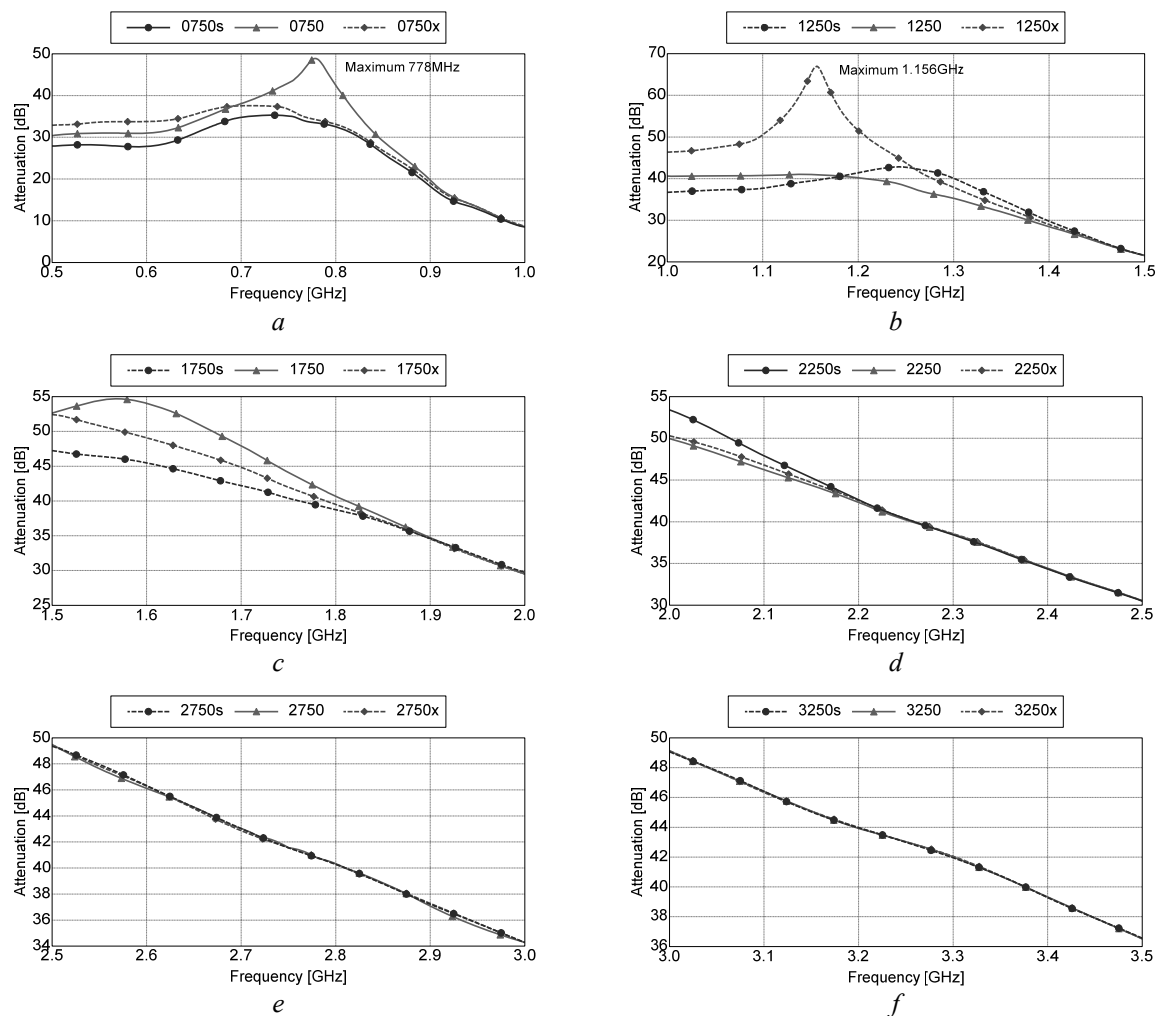 0750s 0750 0750x
Maximum 778MHz
Attenuation [dB]
50
40
30
20
10
0
0.5 0.6 0.7 0.8 0.9 1.0
Frequency [GHz]
a
1250s 1250 1250x
Maximum 1.156GHz
Attenuation [dB]
70
60
50
40
30
20
1.0 1.1 1.2 1.3 1.4 1.5
Frequency [GHz]
b
1750s 1750 1750x
Attenuation [dB]
55
50
45
40
35
30
25
1.5 1.6 1.7 1.8 1.9 2.0
Frequency [GHz]
c
2250s 2250 2250x
Attenuation [dB]
55
50
45
40
35
30
2.0 2.1 2.2 2.3 2.4 2.5
Frequency [GHz]
d
2750s 2750 2750x
Attenuation [dB]
50
48
46
44
42
40
38
36
34
2.5 2.6 2.7 2.8 2.9 3.0
Frequency [GHz]
e
3250s 3250 3250x
Attenuation [dB]
50
48
46
44
42
40
38
36
3.0 3.1 3.2 3.3 3.4 3.5
Frequency [GHz]
f